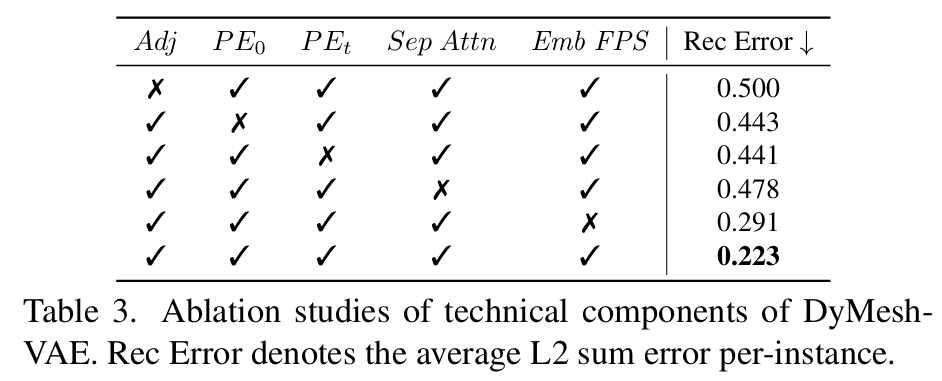 Adj PE₀ PEₜ Sep Attn Emb FPS Rec Error ↓
✗ ✓ ✓ ✓ ✓ 0.500
✓ ✗ ✓ ✓ ✓ 0.443
✓ ✓ ✗ ✓ ✓ 0.441
✓ ✓ ✓ ✗ ✓ 0.478
✓ ✓ ✓ ✓ ✗ 0.291
✓ ✓ ✓ ✓ ✓ 0.223
Table 3. Ablation studies of technical components of DyMesh-
VAE. Rec Error denotes the average L2 sum error per-instance.